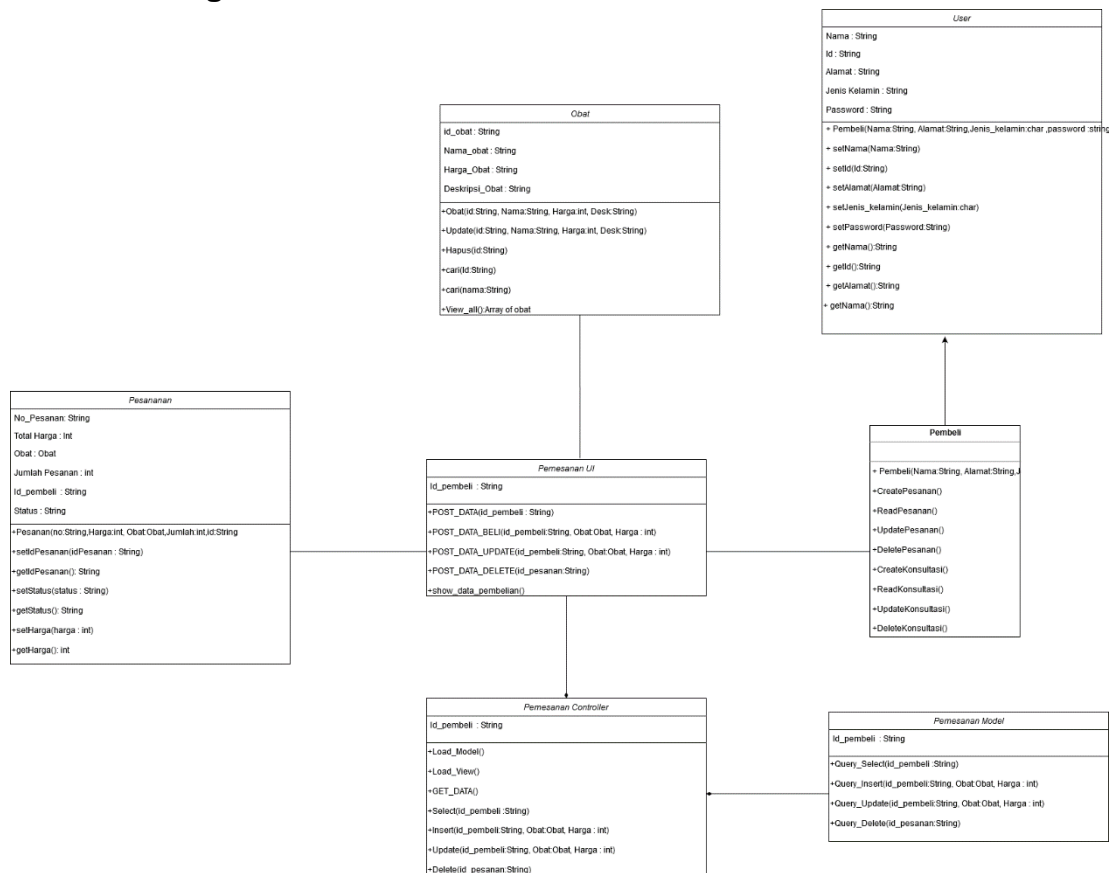 User
Nama : String
Id : String
Alamat : String
Jenis Kelamin : String
Password : String
+ Pembeli(Nama:String, Alamat:String,Jenis_kelamin:char ,password :string
+ setNama(Nama:String)
+ setId(Id:String)
+ setAlamat(Alamat:String)
+ setJenis_kelamin(Jenis_kelamin:char)
+ setPassword(Password:String)
+ getNama():String
+ getId():String
+ getAlamat():String
+ getNama():String
Obat
id_obat : String
Nama_obat : String
Harga_Obat : String
Deskripsi_Obat : String
+Obat(id:String, Nama:String, Harga:int, Desk:String)
+Update(id:String, Nama:String, Harga:int, Desk:String)
+Hapus(id:String)
+cari(Id:String)
+cari(nama:String)
+View_all():Array of obat
Pesananan
No_Pesanan: String
Total Harga : Int
Obat : Obat
Jumlah Pesanan : int
Id_pembeli : String
Status : String
+Pesanan(no:String,Harga:int, Obat:Obat,Jumlah:int,id:String
+setIdPesanan(idPesanan : String)
+getIdPesanan(): String
+setStatus(status : String)
+getStatus(): String
+setHarga(harga : int)
+getHarga(): int
Pemesanan UI
Id_pembeli : String
+POST_DATA(id_pembeli : String)
+POST_DATA_BELI(id_pembeli:String, Obat:Obat, Harga : int)
+POST_DATA_UPDATE(id_pembeli:String, Obat:Obat, Harga : int)
+POST_DATA_DELETE(id_pesanan:String)
+show_data_pembelian()
Pembeli
+ Pembeli(Nama:String, Alamat:String,J
+CreatePesanan()
+ReadPesanan()
+UpdatePesanan()
+DeletePesanan()
+CreateKonsultasi()
+ReadKonsultasi()
+UpdateKonsultasi()
+DeleteKonsultasi()
Pemesanan Controller
Id_pembeli : String
+Load_Model()
+Load_View()
+GET_DATA()
+Select(id_pembeli :String)
+Insert(id_pembeli:String, Obat:Obat, Harga : int)
+Update(id_pembeli:String, Obat:Obat, Harga : int)
+Delete(id_pesanan:String)
Pemesanan Model
Id_pembeli : String
+Query_Select(id_pembeli :String)
+Query_Insert(id_pembeli:String, Obat:Obat, Harga : int)
+Query_Update(id_pembeli:String, Obat:Obat, Harga : int)
+Query_Delete(id_pesanan:String)